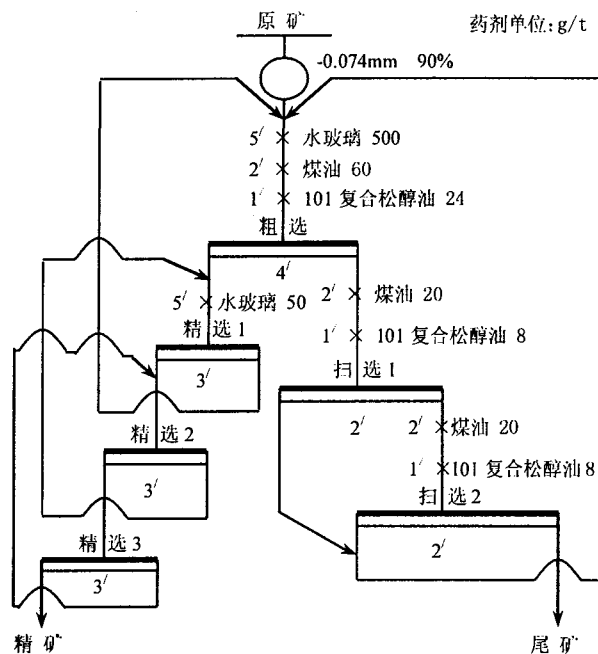 原 矿
药剂单位:g/t
-0.074mm 90%
5′ 水玻璃 500
2′ 煤油 60
1′ 101 复合松醇油 24
粗 选
4′
5′ 水玻璃 50
2′ 煤油 20
精 选 1
1′ 101 复合松醇油 8
3′
扫 选 1
2′
2′ 煤油 20
精 选 2
1′ 101 复合松醇油 8
3′
扫 选 2
精 选 3
2′
3′
精 矿
尾 矿